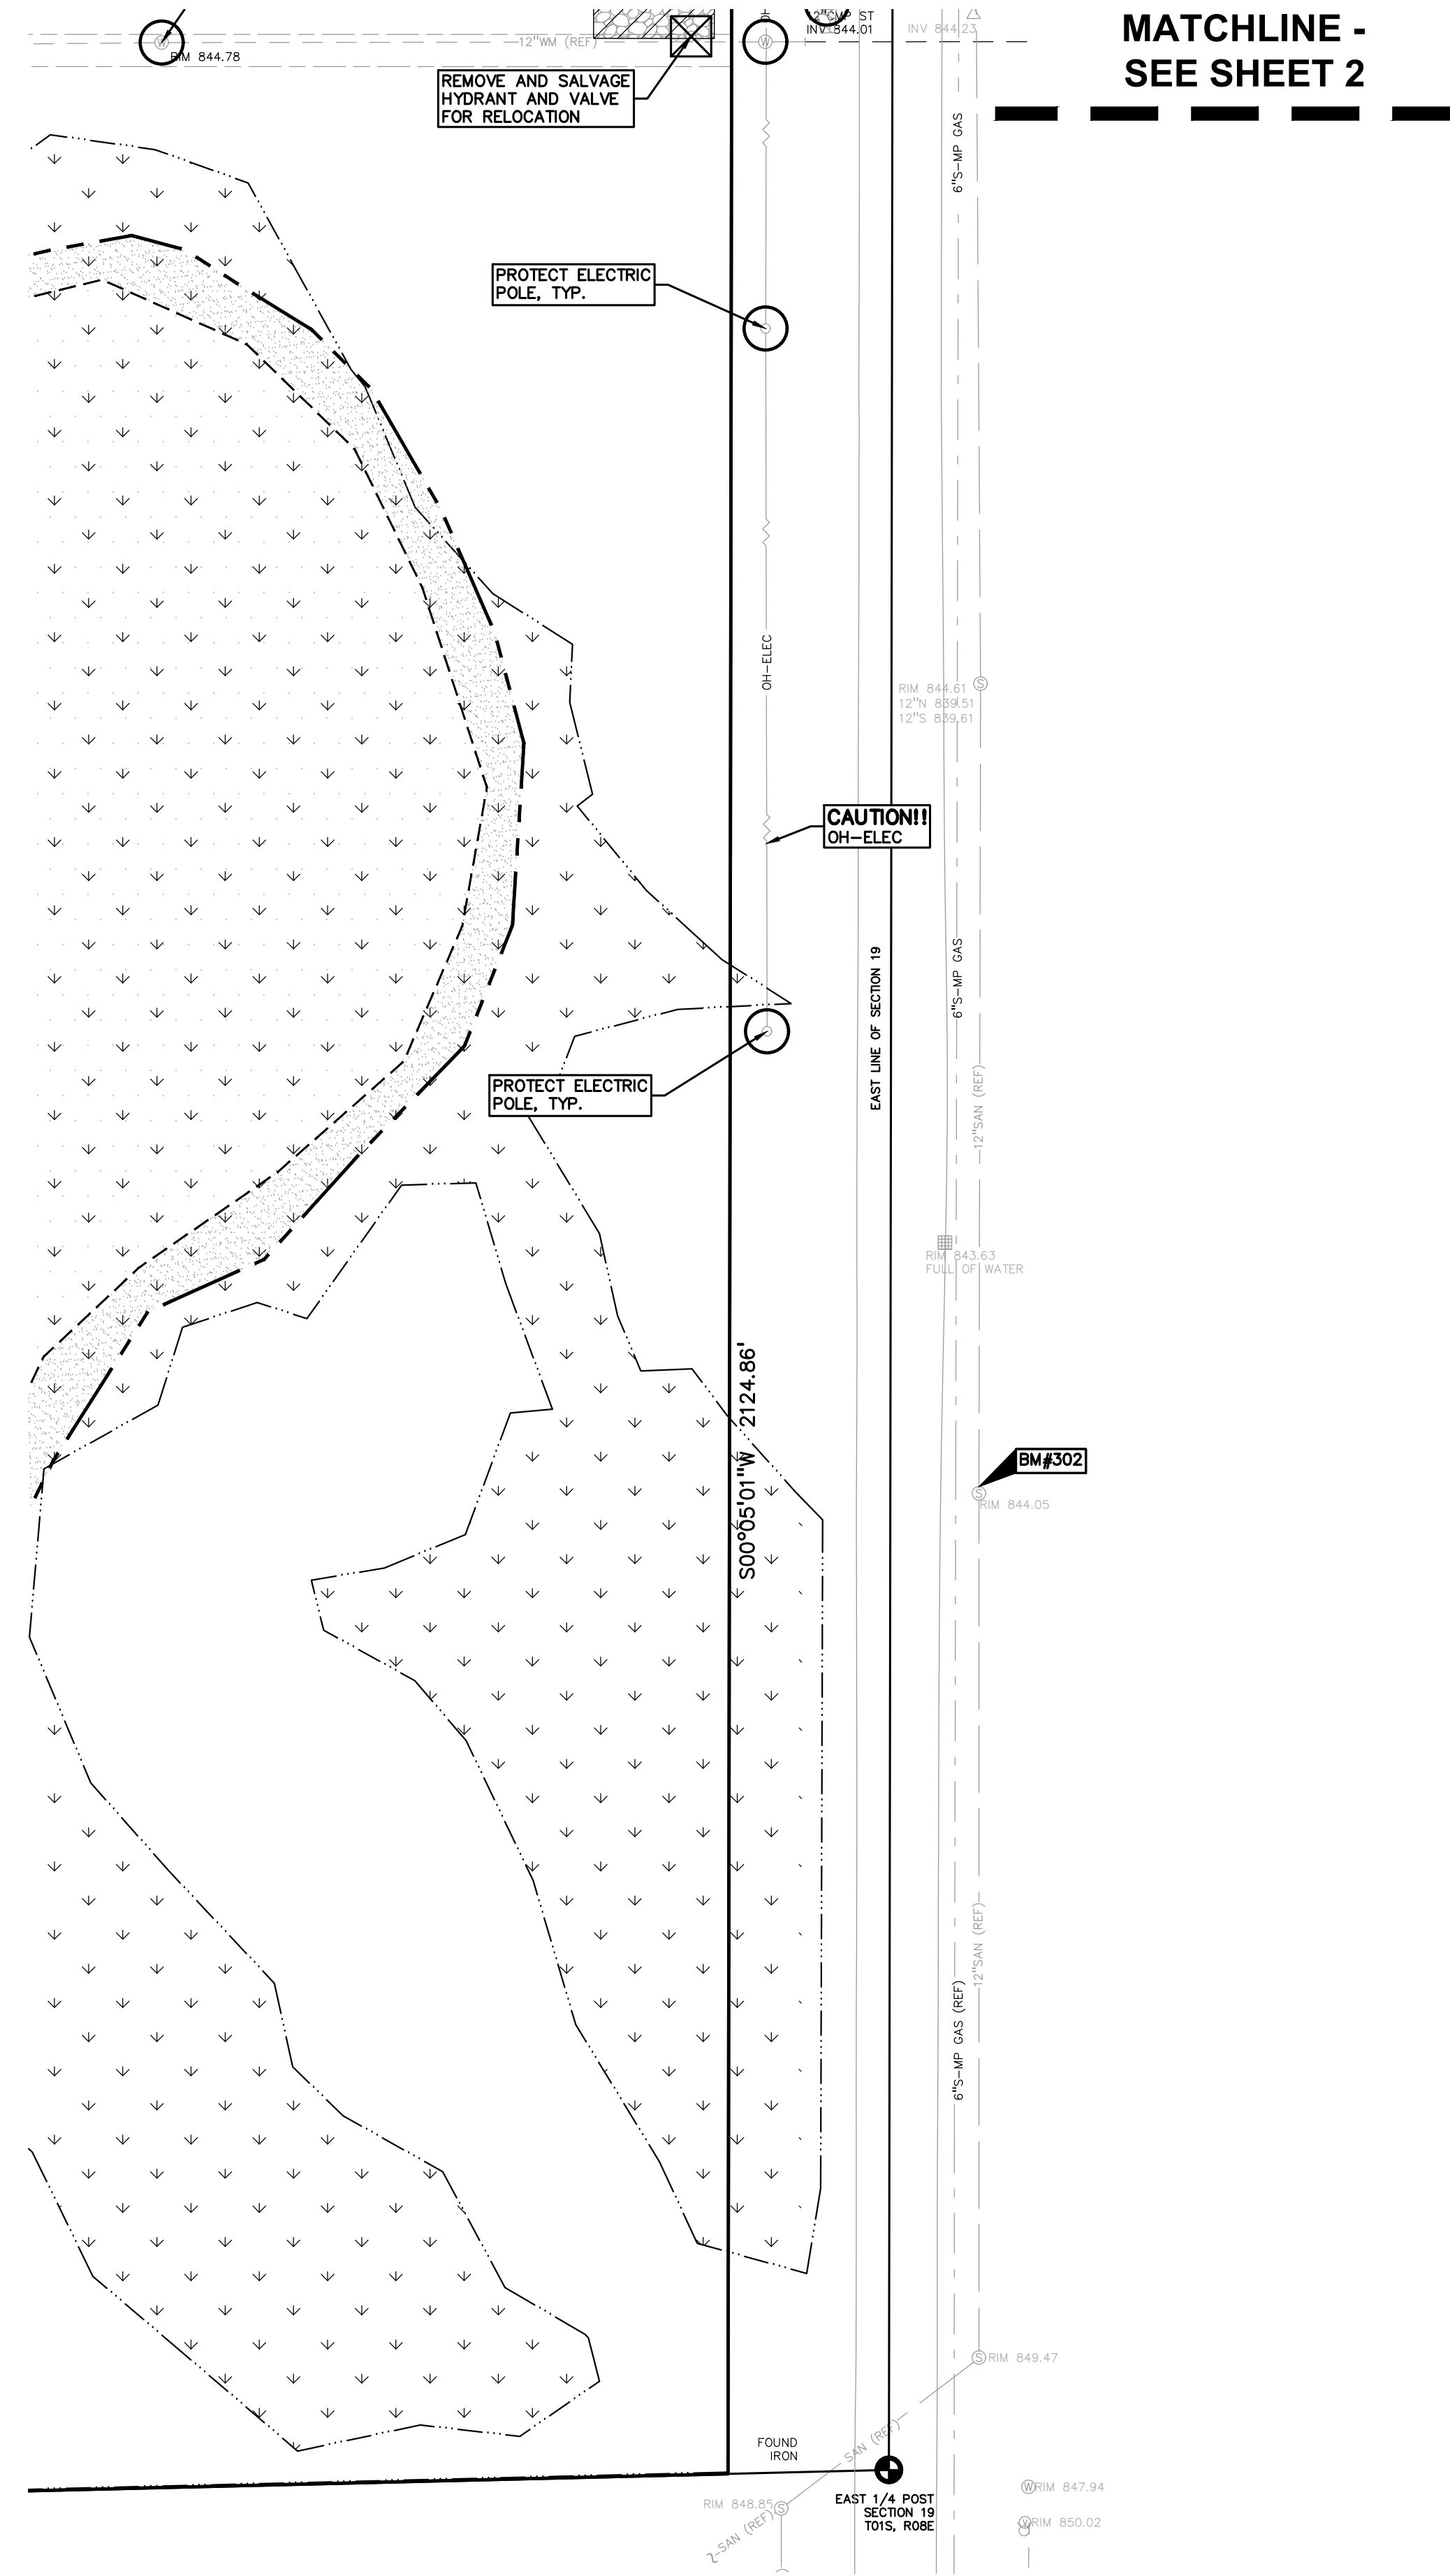 MATCHLINE -
SEE SHEET 2
12"CMP ST
INV 844.01
INV 844.23
12"WM (REF)
W
RIM 844.78
W
REMOVE AND SALVAGE
HYDRANT AND VALVE
FOR RELOCATION
6"S-MP GAS
PROTECT ELECTRIC
POLE, TYP.
OH-ELEC
RIM 844.61
12"N 839.51
12"S 839.61
S
CAUTION!!
OH-ELEC
EAST LINE OF SECTION 19
6"S-MP GAS
12"SAN (REF)
PROTECT ELECTRIC
POLE, TYP.
RIM 843.63
FULL OF WATER
S00°05'01"W 2124.86'
BM#302
S
RIM 844.05
12"SAN (REF)
6"S-MP GAS (REF)
S
RIM 849.47
FOUND
IRON
SAN (REF)
EAST 1/4 POST
SECTION 19
T01S, R08E
RIM 848.85
S
SAN (REF)
W
RIM 847.94
RIM 850.02